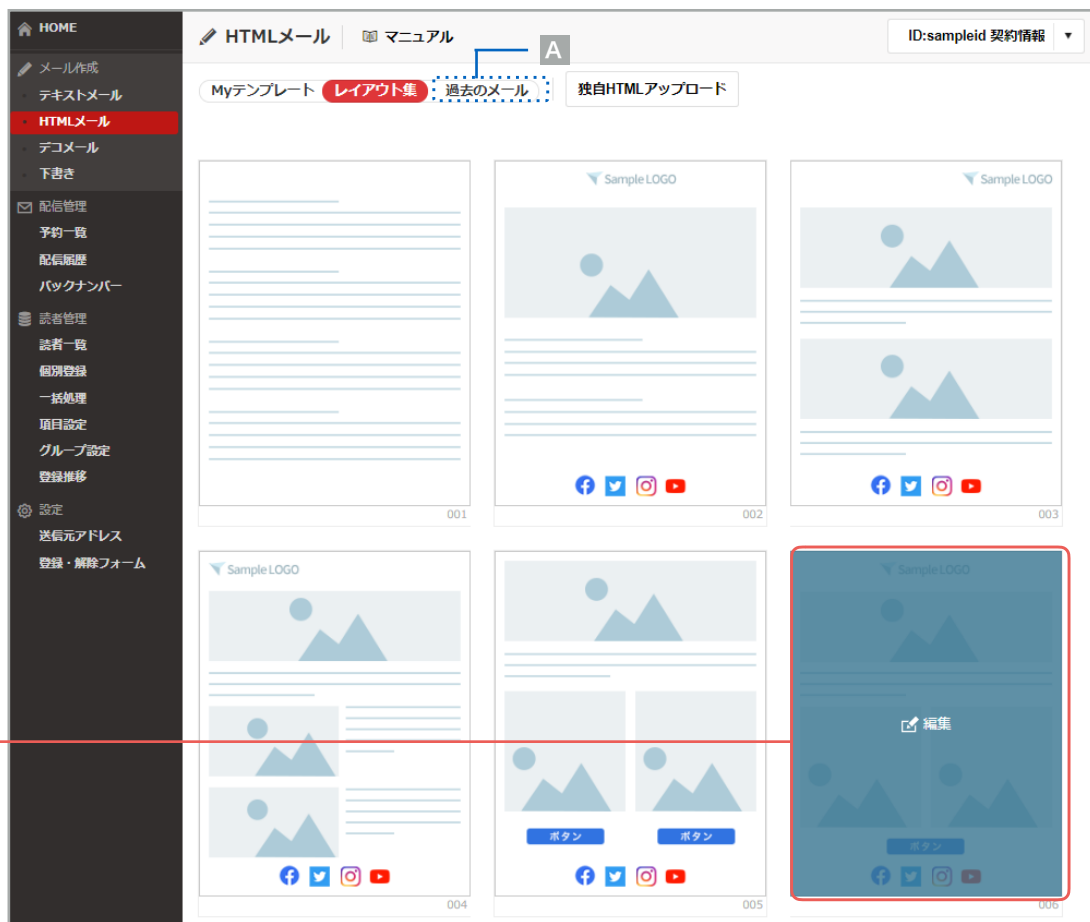 HOME
メール作成
テキストメール
HTMLメール
デコメール
下書き
配信管理
予約一覧
配信履歴
バックナンバー
読者管理
読者一覧
個別登録
一括処理
項目設定
グループ設定
登録推移
設定
送信元アドレス
登録・解除フォーム
HTMLメール マニュアル
ID:sampleid 契約情報 ▼
A
Myテンプレート レイアウト集 過去のメール 独自HTMLアップロード
001
Sample LOGO
002
Sample LOGO
003
Sample LOGO
004
ボタン ボタン
005
Sample LOGO
編集
ボタン
006